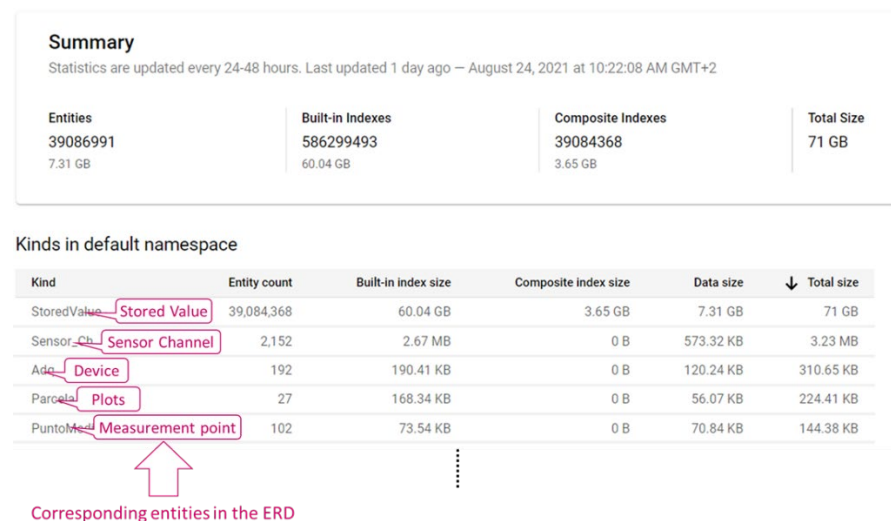 Summary
Statistics are updated every 24-48 hours. Last updated 1 day ago — August 24, 2021 at 10:22:08 AM GMT+2
Entities Built-in Indexes Composite Indexes Total Size
39086991 586299493 39084368 71 GB
7.31 GB 60.04 GB 3.65 GB
Kinds in default namespace
Kind Entity count Built-in index size Composite index size Data size Total size
StoredValue Stored Value 39,084,368 60.04 GB 3.65 GB 7.31 GB 71 GB
Sensor_Ch Sensor Channel 2,152 2.67 MB 0 B 573.32 KB 3.23 MB
Device 192 190.41 KB 0 B 120.24 KB 310.65 KB
Parcela Plots 27 168.34 KB 0 B 56.07 KB 224.41 KB
Measurement point 102 73.54 KB 0 B 70.84 KB 144.38 KB
Corresponding entities in the ERD